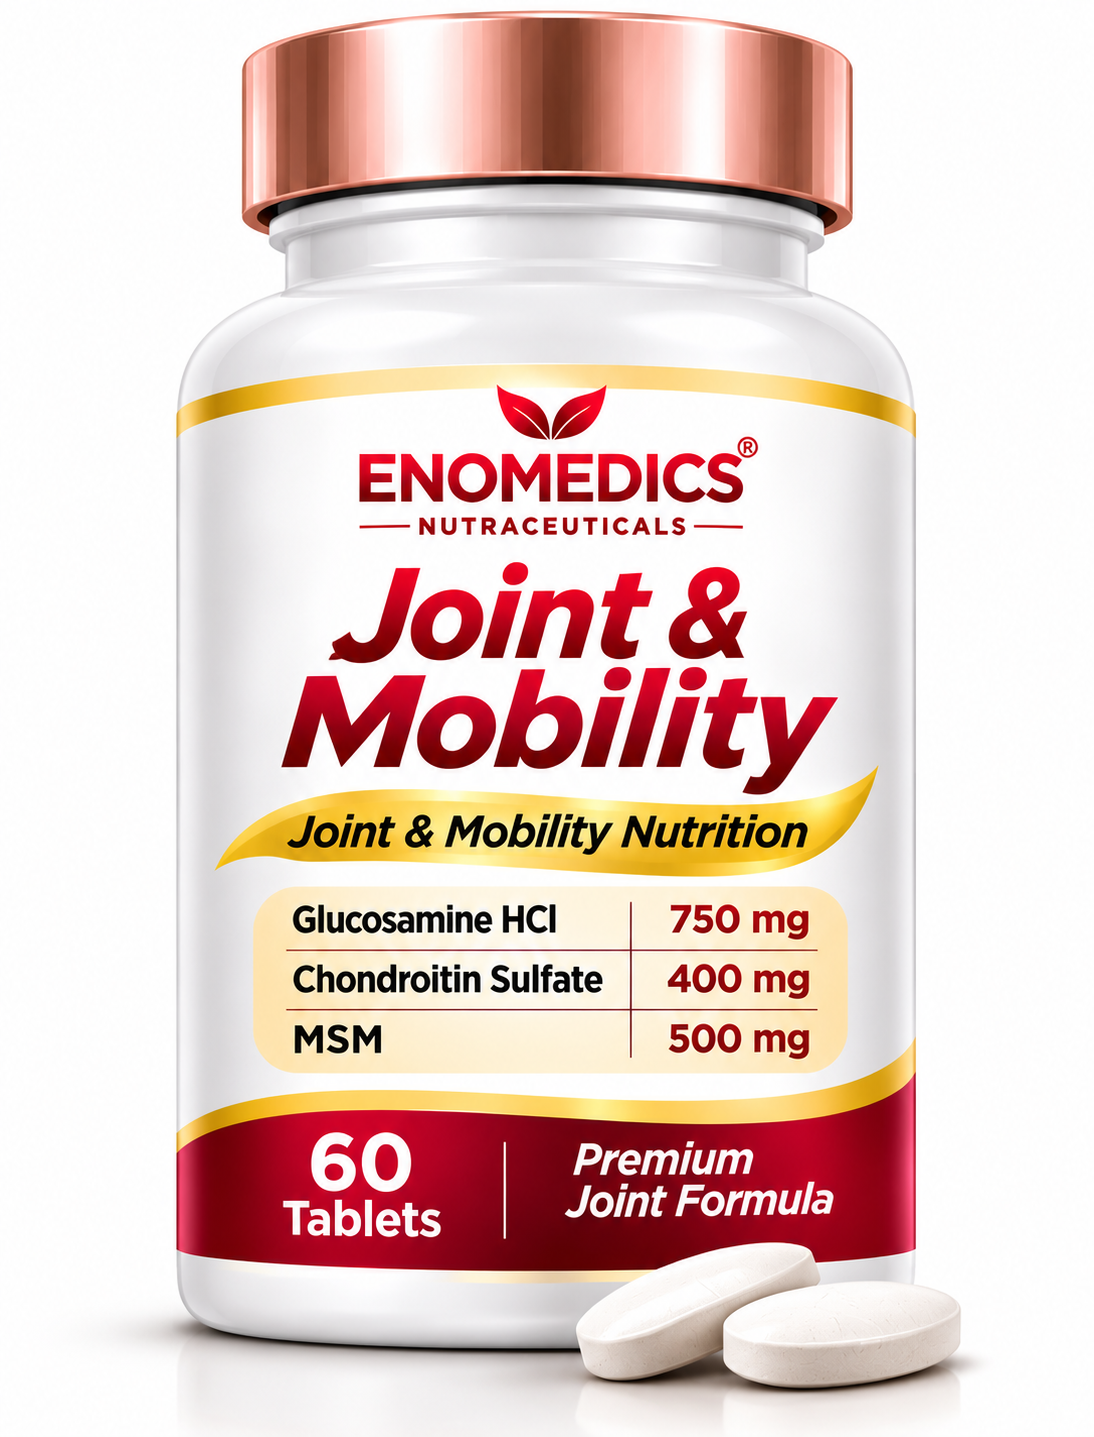 ENOMEDICS®
NUTRACEUTICALS
Joint &
Mobility
Joint & Mobility Nutrition
Glucosamine HCl 750 mg
Chondroitin Sulfate 400 mg
MSM 500 mg
60
Tablets
Premium
Joint Formula